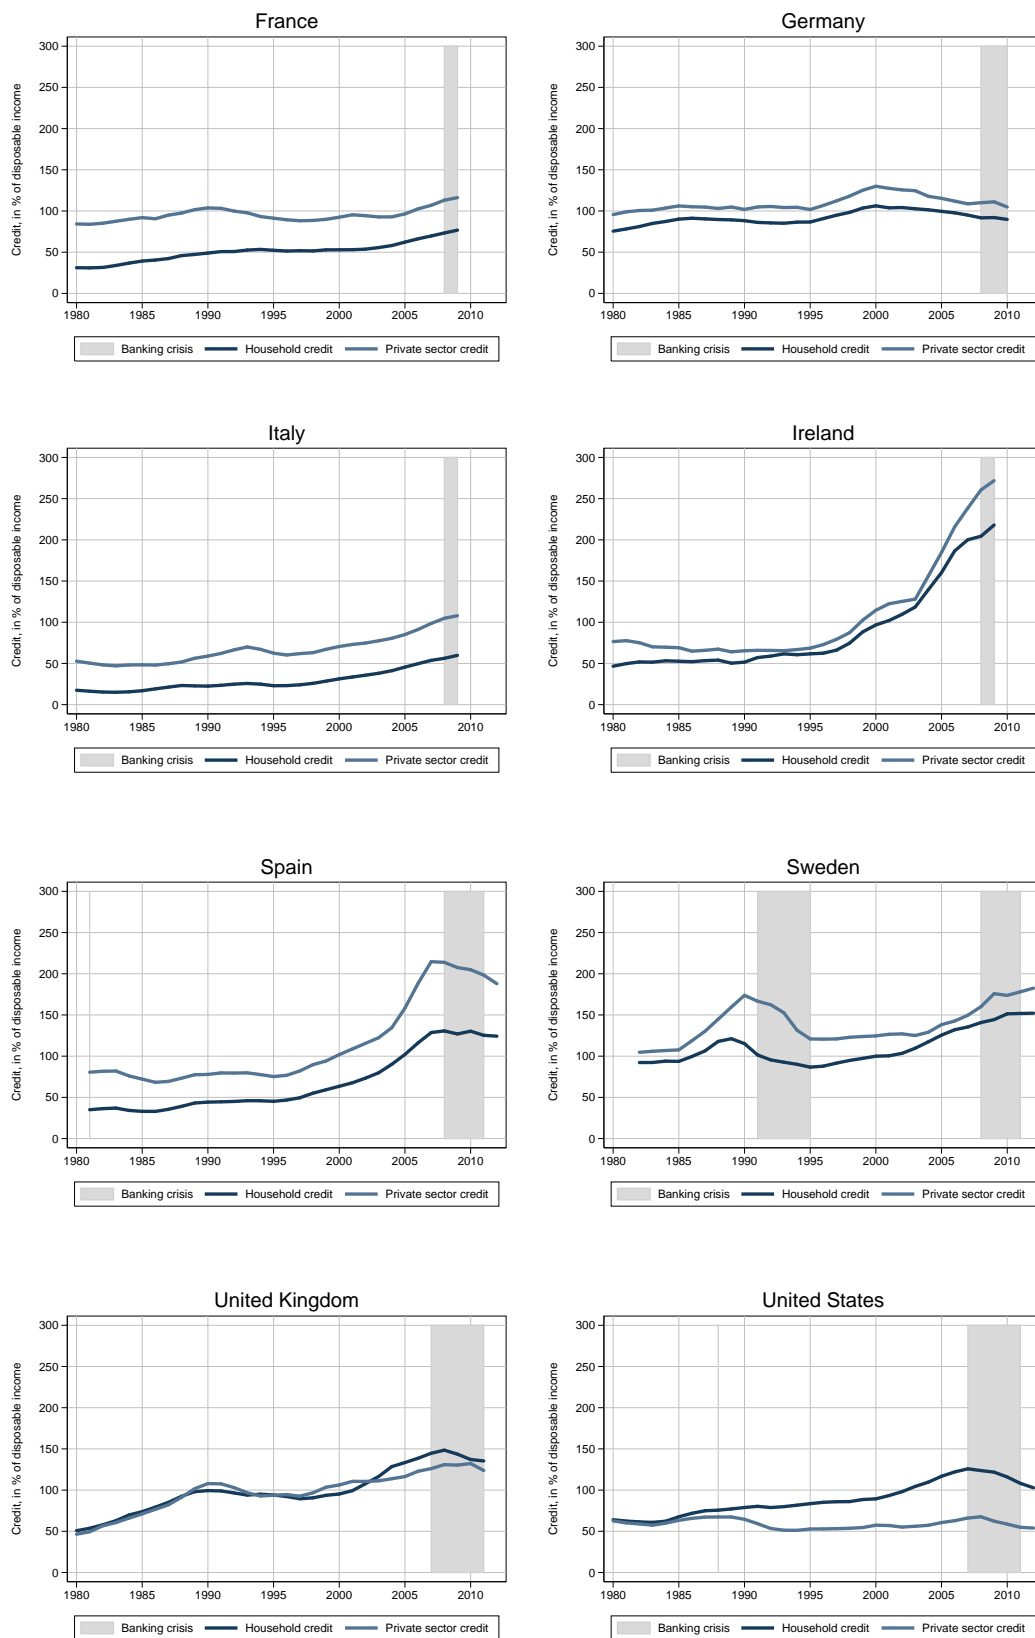 France
Credit, in % of disposable income
300
250
200
150
100
50
0
1980 1985 1990 1995 2000 2005 2010
Banking crisis Household credit Private sector credit
Germany
Credit, in % of disposable income
300
250
200
150
100
50
0
1980 1985 1990 1995 2000 2005 2010
Banking crisis Household credit Private sector credit
Italy
Credit, in % of disposable income
300
250
200
150
100
50
0
1980 1985 1990 1995 2000 2005 2010
Banking crisis Household credit Private sector credit
Ireland
Credit, in % of disposable income
300
250
200
150
100
50
0
1980 1985 1990 1995 2000 2005 2010
Banking crisis Household credit Private sector credit
Spain
Credit, in % of disposable income
300
250
200
150
100
50
0
1980 1985 1990 1995 2000 2005 2010
Banking crisis Household credit Private sector credit
Sweden
Credit, in % of disposable income
300
250
200
150
100
50
0
1980 1985 1990 1995 2000 2005 2010
Banking crisis Household credit Private sector credit
United Kingdom
Credit, in % of disposable income
300
250
200
150
100
50
0
1980 1985 1990 1995 2000 2005 2010
Banking crisis Household credit Private sector credit
United States
Credit, in % of disposable income
300
250
200
150
100
50
0
1980 1985 1990 1995 2000 2005 2010
Banking crisis Household credit Private sector credit